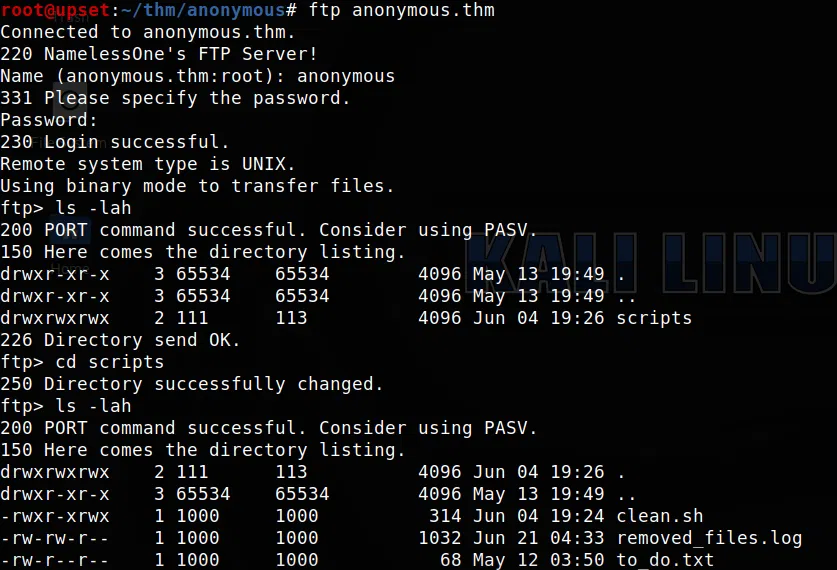 root@upset:~/thm/anonymous# ftp anonymous.thm
Connected to anonymous.thm.
220 NamelessOne's FTP Server!
Name (anonymous.thm:root): anonymous
331 Please specify the password.
Password:
230 Login successful.
Remote system type is UNIX.
Using binary mode to transfer files.
ftp> ls -lah
200 PORT command successful. Consider using PASV.
150 Here comes the directory listing.
drwxr-xr-x    3 65534    65534        4096 May 13 19:49 .
drwxr-xr-x    3 65534    65534        4096 May 13 19:49 ..
drwxrwxrwx    2 111      113          4096 Jun 04 19:26 scripts
226 Directory send OK.
ftp> cd scripts
250 Directory successfully changed.
ftp> ls -lah
200 PORT command successful. Consider using PASV.
150 Here comes the directory listing.
drwxrwxrwx    2 111      113          4096 Jun 04 19:26 .
drwxr-xr-x    3 65534    65534        4096 May 13 19:49 ..
-rwxr-xrwx    1 1000     1000          314 Jun 04 19:24 clean.sh
-rw-rw-r--    1 1000     1000         1032 Jun 21 04:33 removed_files.log
-rw-r--r--    1 1000     1000           68 May 12 03:50 to_do.txt
KALI LINU